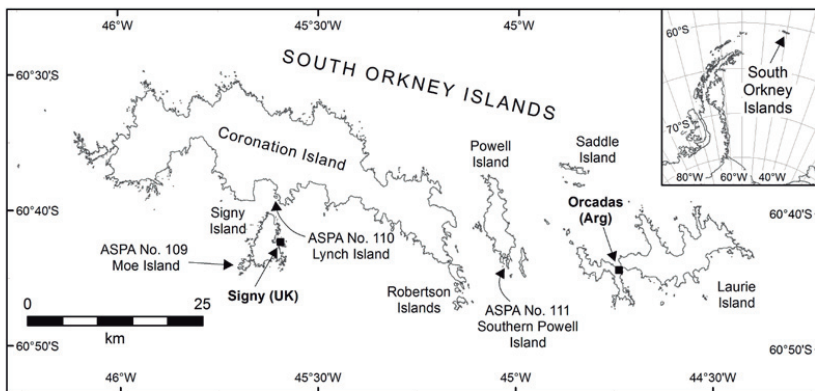 46°W
45°30'W
45°W
60°S
70°S
80°W
60°W
40°W
South
Orkney
Islands
60°30'S
SOUTH ORKNEY ISLANDS
Coronation Island
Powell
Island
Saddle
Island
60°40'S
Signy
Island
ASPA No. 110
Lynch Island
Orcadas
(Arg)
60°40'S
ASPA No. 109
Moe Island
Signy (UK)
Robertson
Islands
ASPA No. 111
Southern Powell
Island
Laurie
Island
0
25
km
60°50'S
60°50'S
46°W
45°30'W
45°W
44°30'W